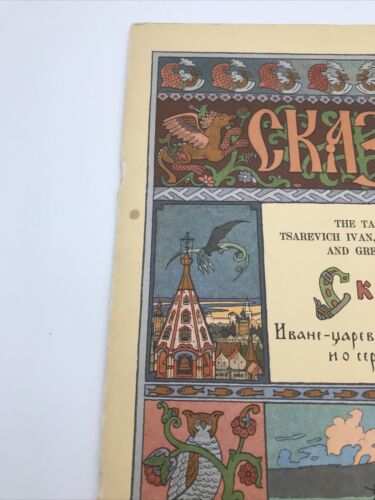 СКАЗ
THE TA
TSAREVICH IVAN,
AND GRE
Ск
Иване-царев
и о сер